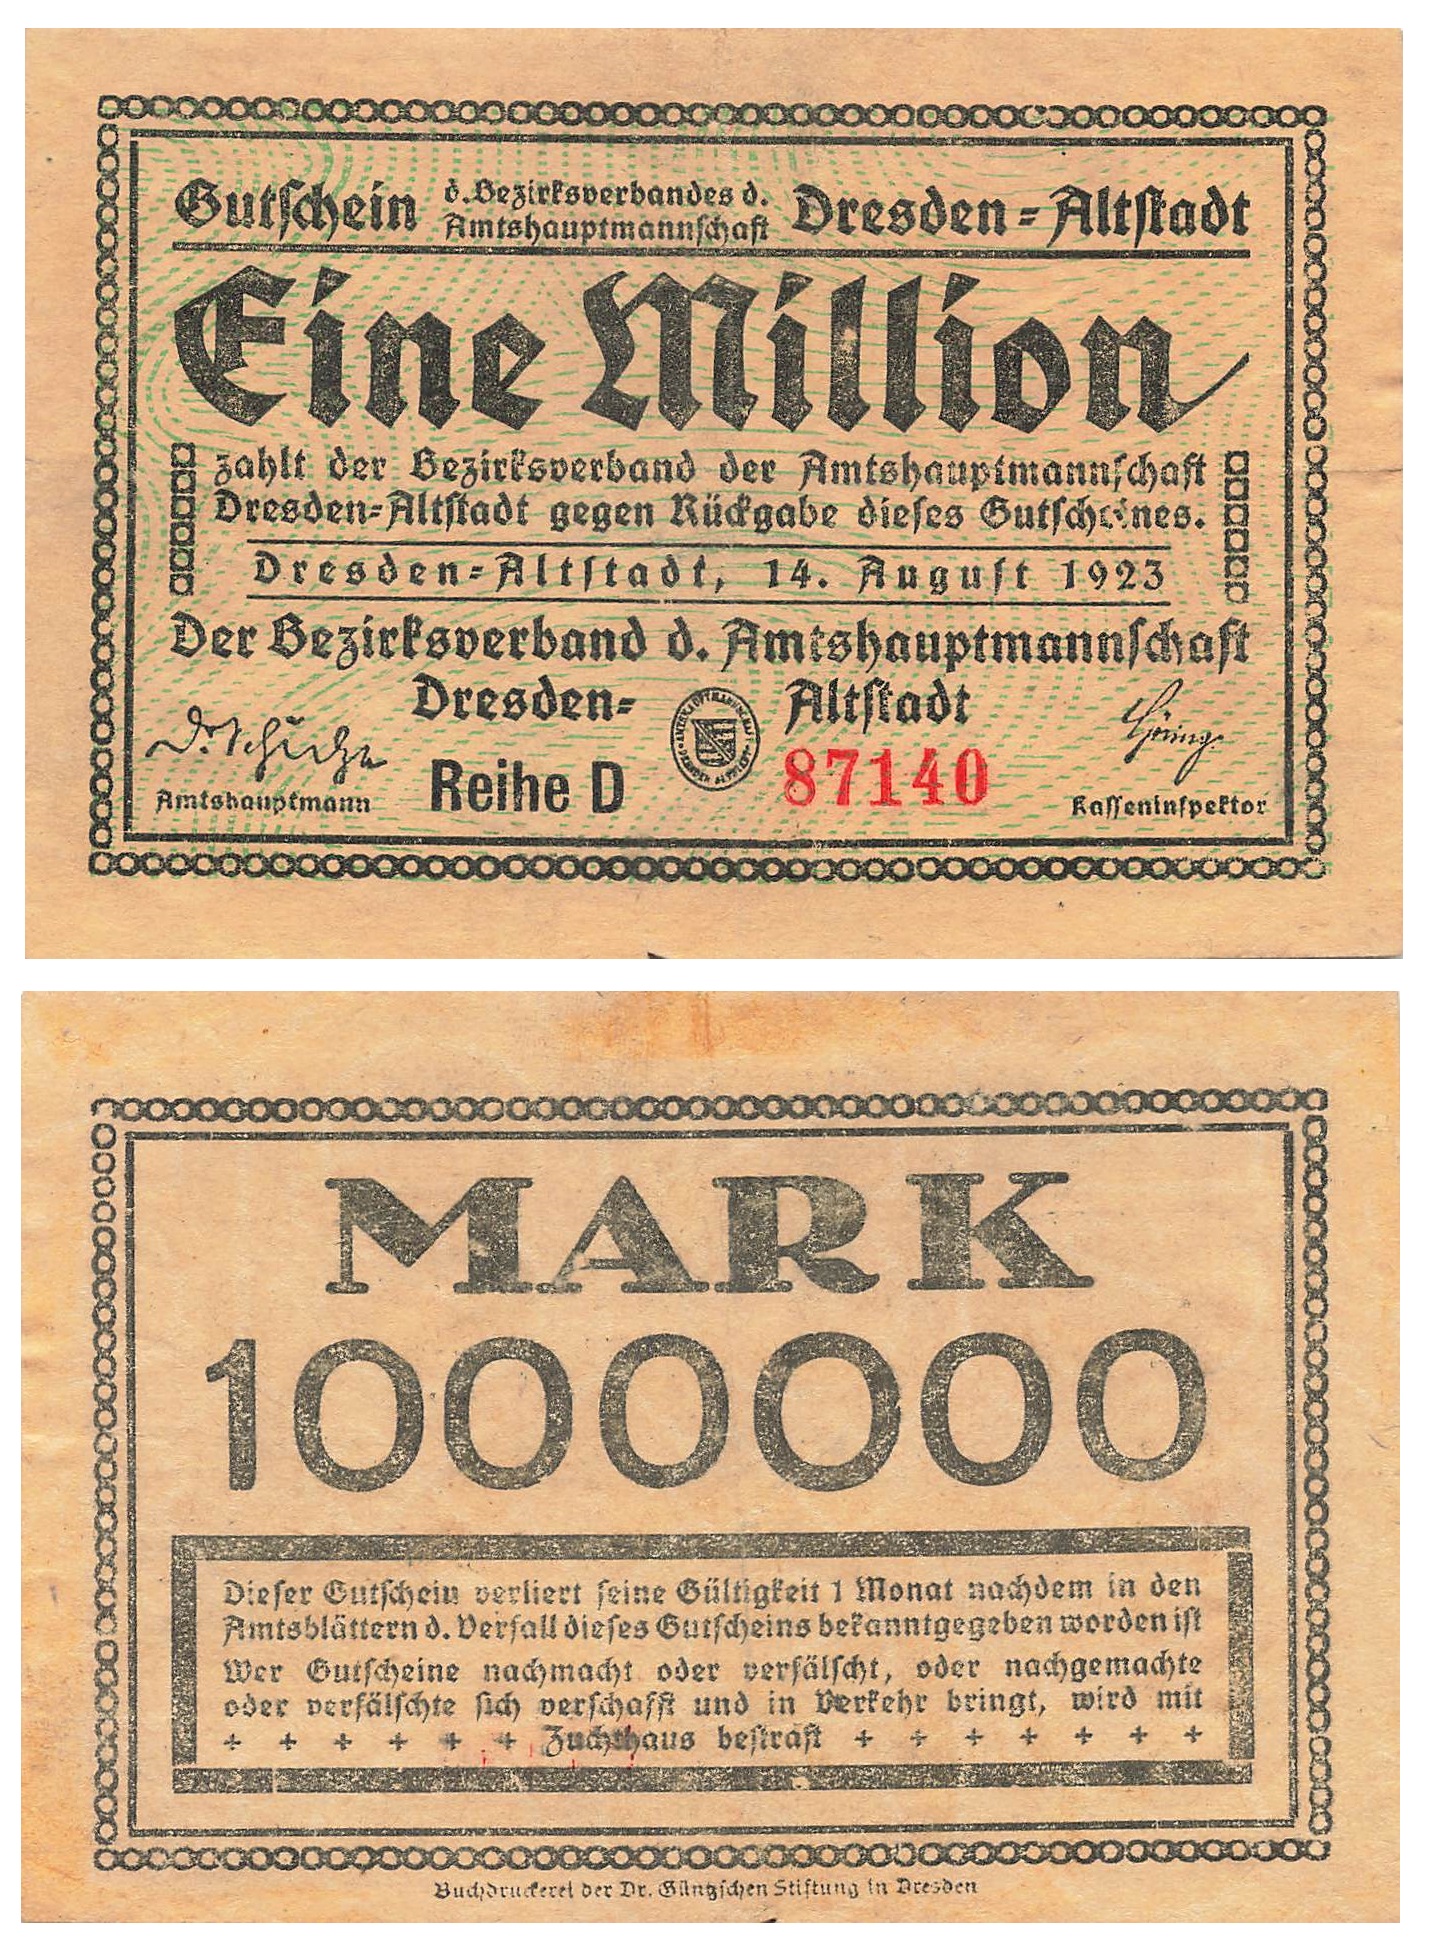 Gutschein d. Bezirksverbandes d. Amtshauptmannschaft Dresden-Altstadt
Eine Million
zahlt der Bezirksverband der Amtshauptmannschaft
Dresden-Altstadt gegen Rückgabe dieses Gutscheines.
Dresden-Altstadt, 14. August 1923
Der Bezirksverband d. Amtshauptmannschaft
Dresden- Altstadt
Amtshauptmann
Reihe D
87140
Kasseninspektor
MARK
1000000
Dieser Gutschein verliert seine Gültigkeit 1 Monat nachdem in den
Amtsblättern d. Verfall dieses Gutscheins bekanntgegeben worden ist
Wer Gutscheine nachmacht oder verfälscht, oder nachgemachte
oder verfälschte sich verschafft und in Verkehr bringt, wird mit
+ + + + + + Zuchthaus bestraft + + + + + + +
Buchdruckerei der Dr. Güntzschen Stiftung in Dresden